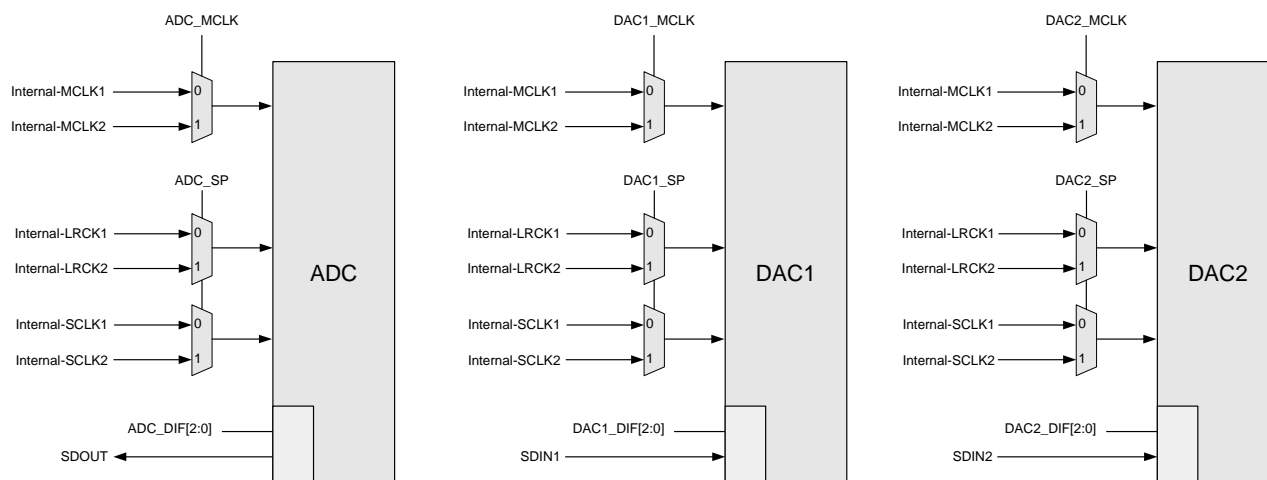 ADC_MCLK
Internal-MCLK1
0
Internal-MCLK2
1
ADC_SP
Internal-LRCK1
0
Internal-LRCK2
1
Internal-SCLK1
0
Internal-SCLK2
1
ADC
ADC_DIF[2:0]
SDOUT
DAC1_MCLK
Internal-MCLK1
0
Internal-MCLK2
1
DAC1_SP
Internal-LRCK1
0
Internal-LRCK2
1
Internal-SCLK1
0
Internal-SCLK2
1
DAC1
DAC1_DIF[2:0]
SDIN1
DAC2_MCLK
Internal-MCLK1
0
Internal-MCLK2
1
DAC2_SP
Internal-LRCK1
0
Internal-LRCK2
1
Internal-SCLK1
0
Internal-SCLK2
1
DAC2
DAC2_DIF[2:0]
SDIN2